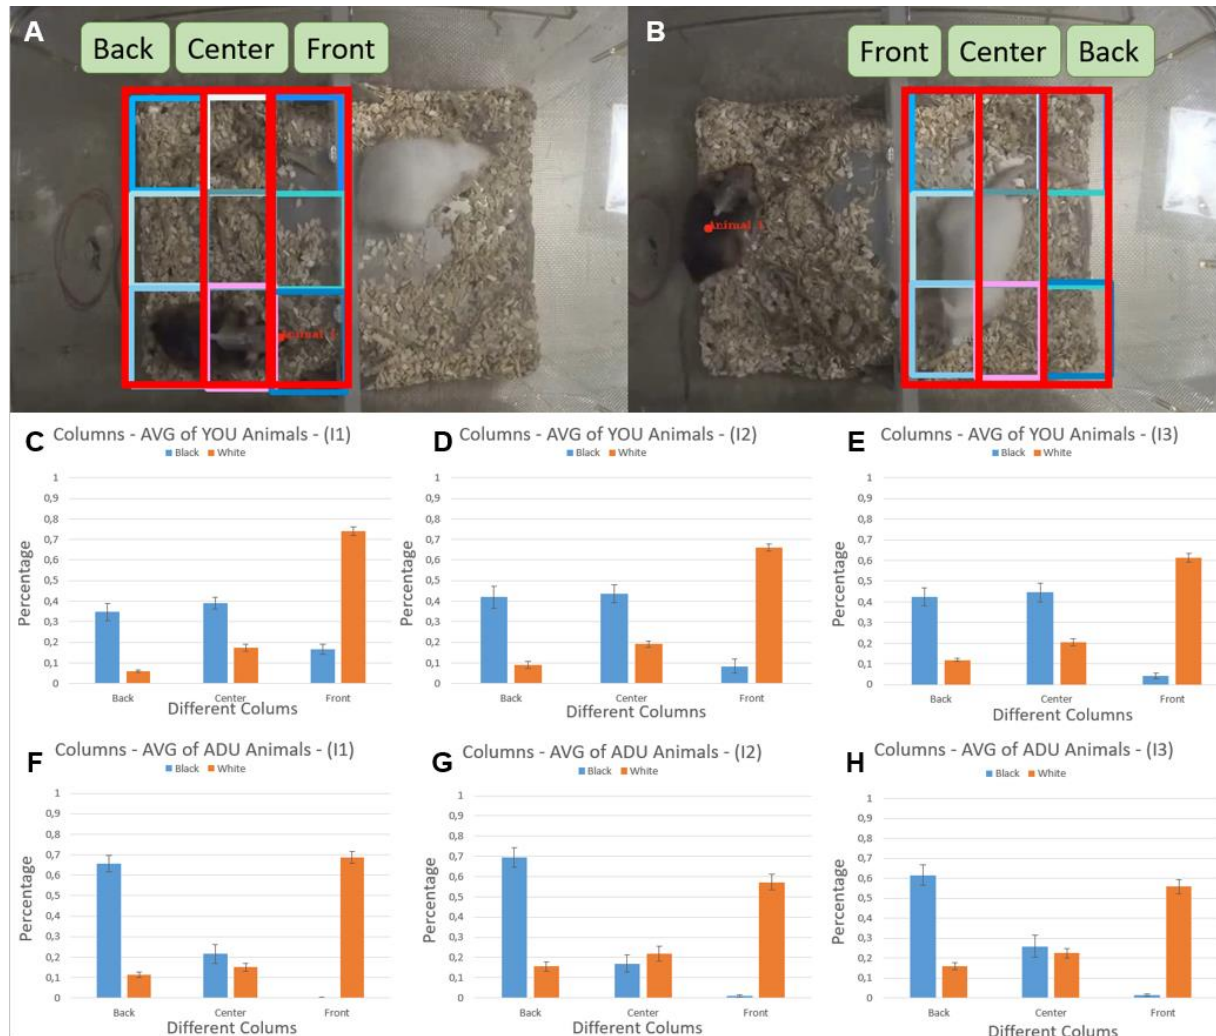 A
Back Center Front
Animal 1
B
Front Center Back
Animal 1
C
Columns - AVG of YOU Animals - (I1)
Black White
Percentage
1
0,9
0,8
0,7
0,6
0,5
0,4
0,3
0,2
0,1
0
Back Center Front
Different Colums
D
Columns - AVG of YOU Animals - (I2)
Black White
Percentage
1
0,9
0,8
0,7
0,6
0,5
0,4
0,3
0,2
0,1
0
Back Center Front
Different Columns
E
Columns - AVG of YOU Animals - (I3)
Black White
Percentage
1
0,9
0,8
0,7
0,6
0,5
0,4
0,3
0,2
0,1
0
Back Center Front
Different Columns
F
Columns - AVG of ADU Animals - (I1)
Black White
Percentage
1
0,9
0,8
0,7
0,6
0,5
0,4
0,3
0,2
0,1
0
Back Center Front
Different Colums
G
Columns - AVG of ADU Animals - (I2)
Black White
Percentage
1
0,9
0,8
0,7
0,6
0,5
0,4
0,3
0,2
0,1
0
Back Center Front
Different Colums
H
Columns - AVG of ADU Animals - (I3)
Black White
Percentage
1
0,9
0,8
0,7
0,6
0,5
0,4
0,3
0,2
0,1
0
Back Center Front
Different Colums